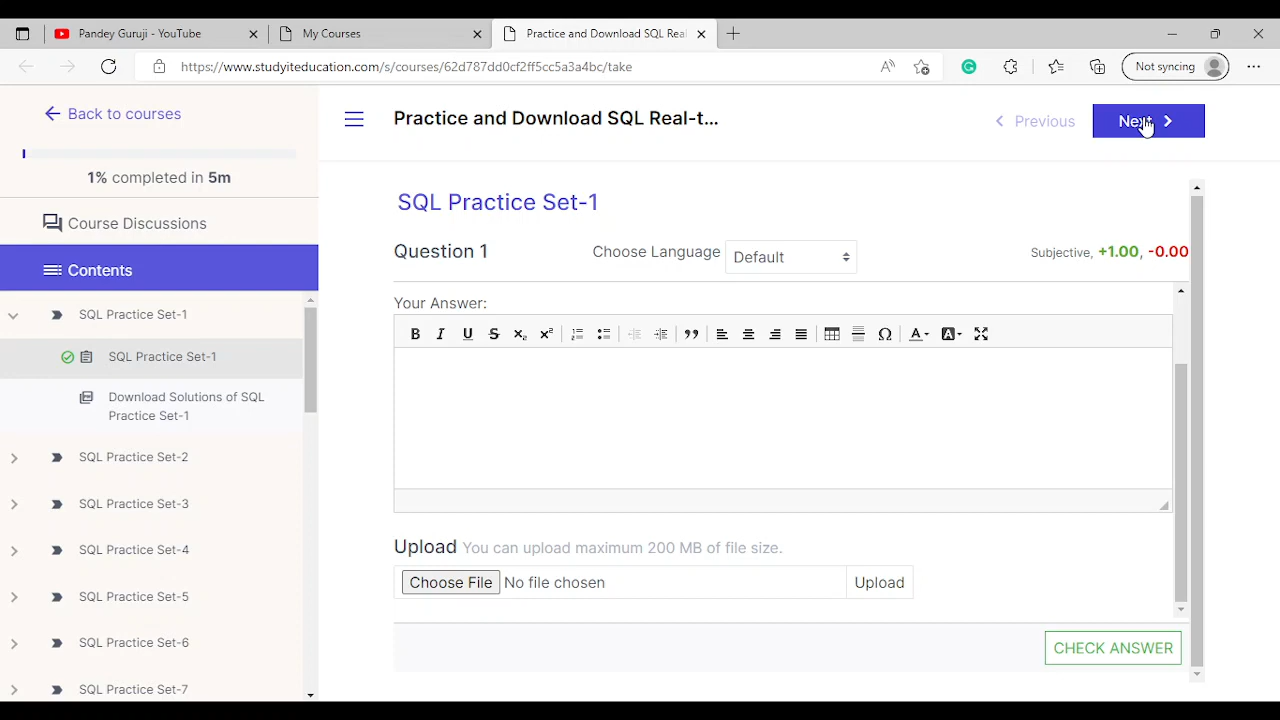 Pandey Guruji - YouTube
My Courses
Practice and Download SQL Rea
https://www.studyiteducation.com/s/courses/62d787dd0cf2ff5cc5a3a4bc/take
Not syncing
Back to courses
1% completed in 5m
Course Discussions
Contents
SQL Practice Set-1
SQL Practice Set-1
Download Solutions of SQL
Practice Set-1
SQL Practice Set-2
SQL Practice Set-3
SQL Practice Set-4
SQL Practice Set-5
SQL Practice Set-6
SQL Practice Set-7
Practice and Download SQL Real-t...
Previous
Next
SQL Practice Set-1
Question 1
Choose Language
Default
Subjective, +1.00, -0.00
Your Answer:
Upload You can upload maximum 200 MB of file size.
Choose File No file chosen
Upload
CHECK ANSWER